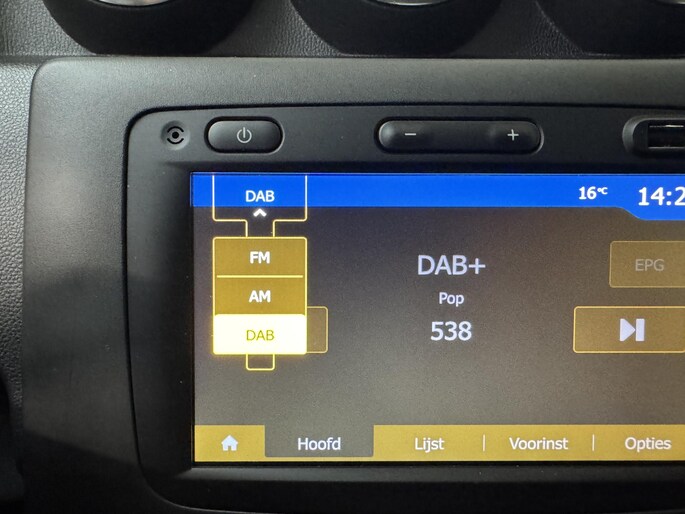 DAB
16°C
14:2
FM
AM
DAB
DAB+
Pop
538
EPG
Hoofd
Lijst
Voorinst
Opties